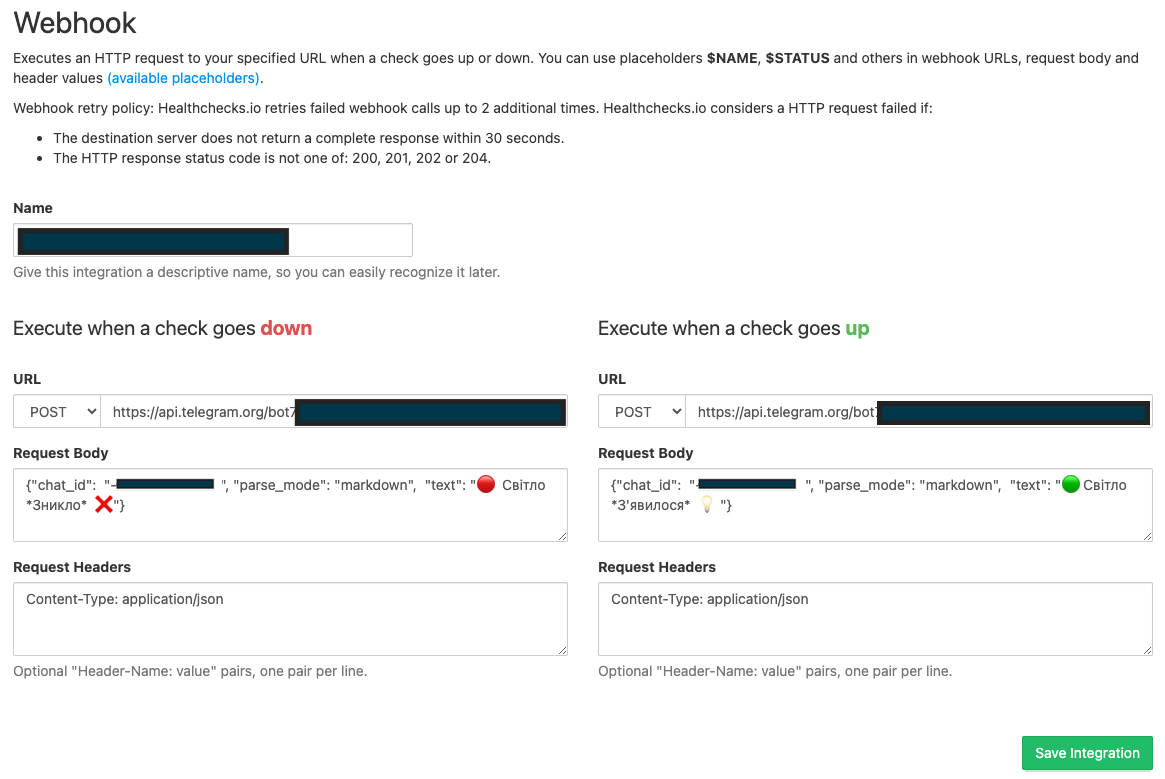 Webhook
Executes an HTTP request to your specified URL when a check goes up or down. You can use placeholders $NAME, $STATUS and others in webhook URLs, request body and
header values (available placeholders).
Webhook retry policy: Healthchecks.io retries failed webhook calls up to 2 additional times. Healthchecks.io considers a HTTP request failed if:
• The destination server does not return a complete response within 30 seconds.
• The HTTP response status code is not one of: 200, 201, 202 or 204.
Name
Give this integration a descriptive name, so you can easily recognize it later.
Execute when a check goes down
URL
POST https://api.telegram.org/bot7
Request Body
{"chat_id": "- ", "parse_mode": "markdown", "text": "🔴 Світло
*Зникло* ❌"}
Request Headers
Content-Type: application/json
Optional "Header-Name: value" pairs, one pair per line.
Execute when a check goes up
URL
POST https://api.telegram.org/bot7
Request Body
{"chat_id": "- ", "parse_mode": "markdown", "text": "🟢 Світло
*З'явилося* 💡 "}
Request Headers
Content-Type: application/json
Optional "Header-Name: value" pairs, one pair per line.
Save Integration